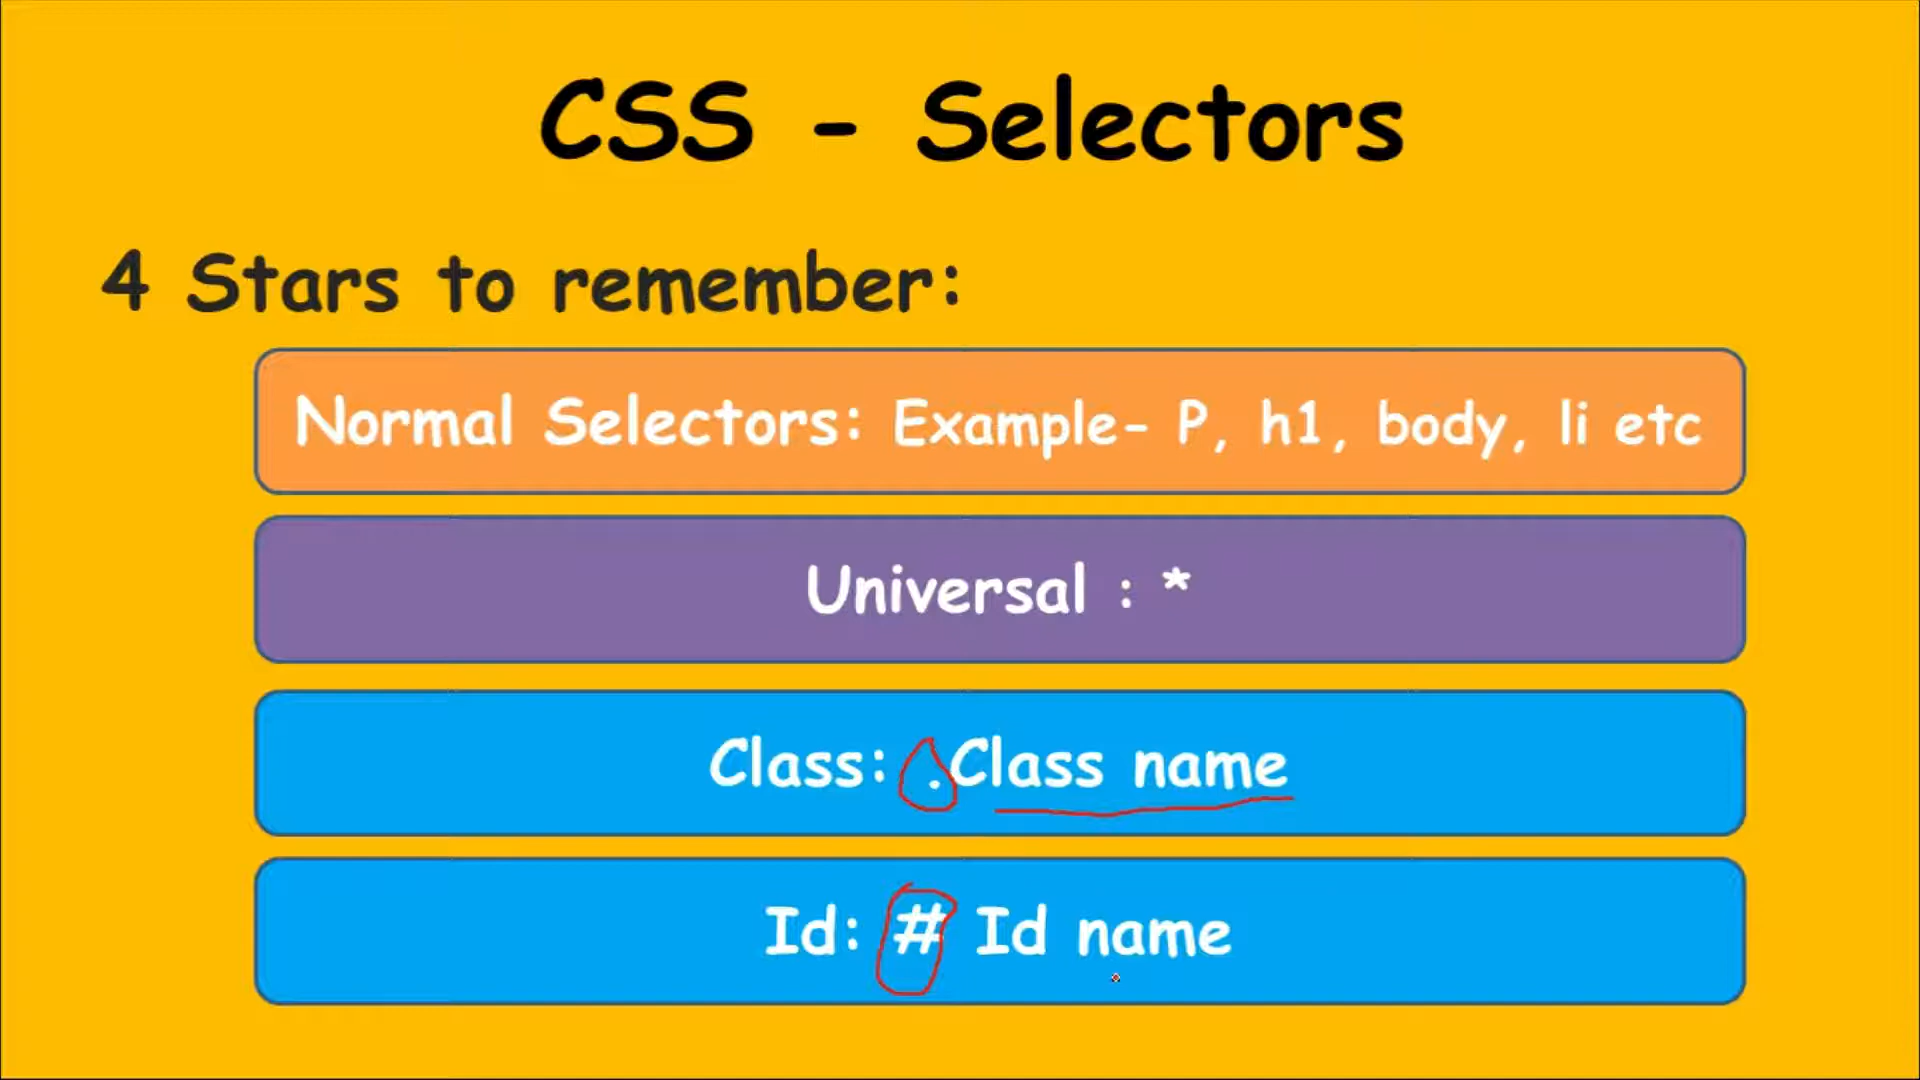 CSS - Selectors
4 Stars to remember:
Normal Selectors: Example- P, h1, body, li etc
Universal : *
Class: .Class name
Id: # Id name